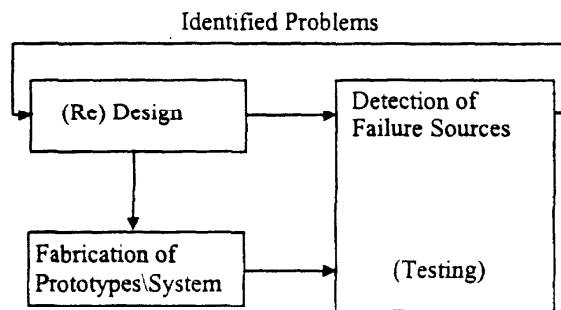 Identified Problems
(Re) Design
Detection of
Failure Sources
Fabrication of
Prototypes\System
(Testing)